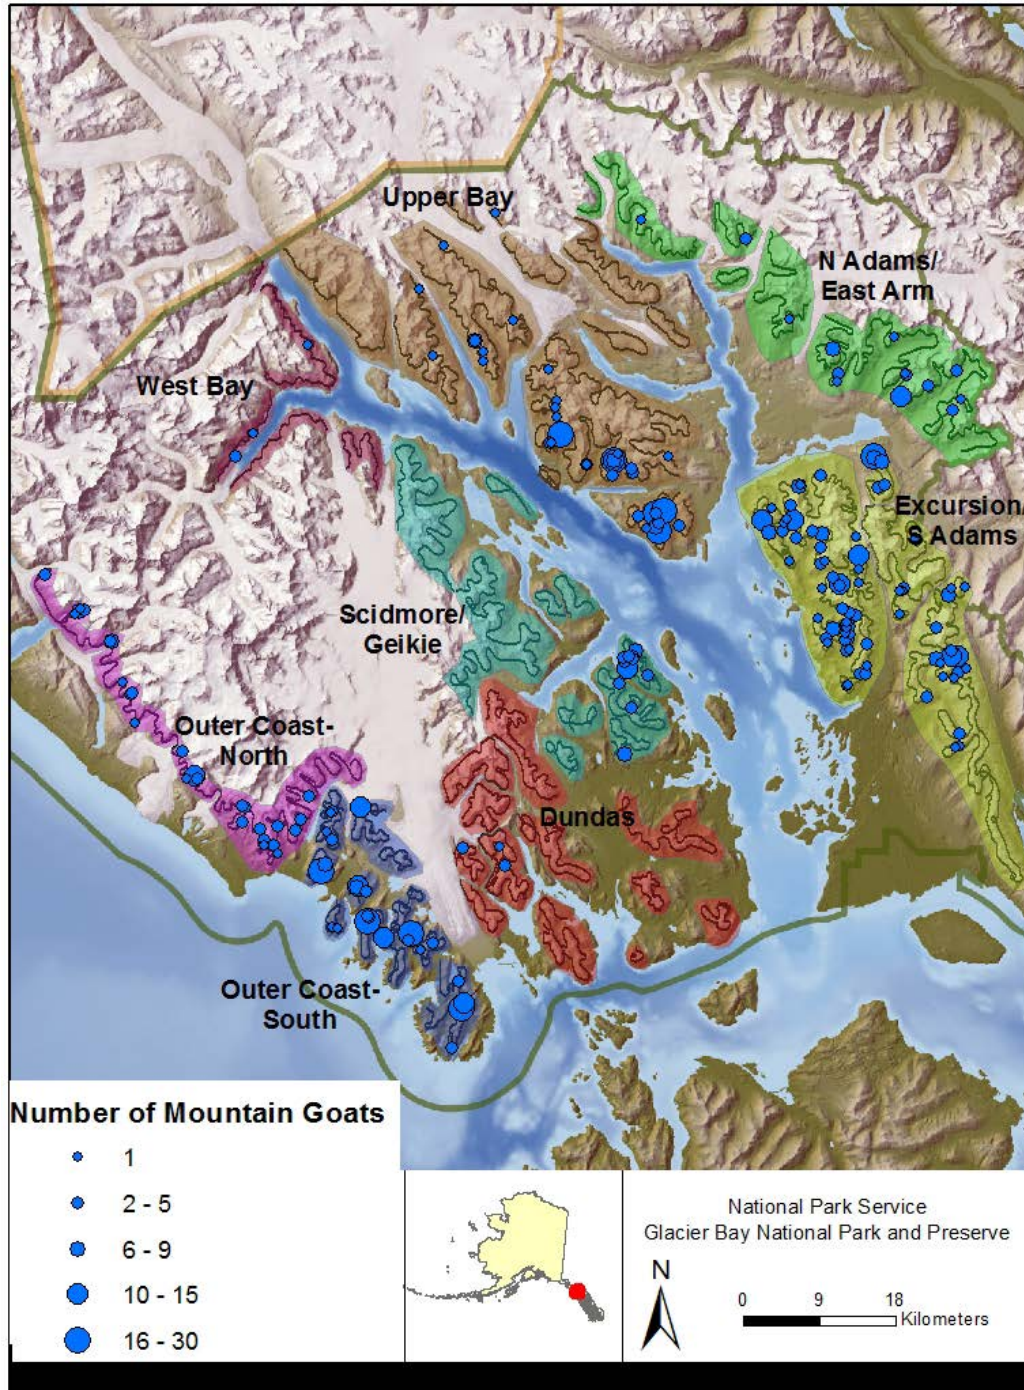 Upper Bay
N Adams/
East Arm
West Bay
Excursion/
S Adams
Scidmore/
Geikie
Outer Coast-
North
Dundas
Outer Coast-
South
Number of Mountain Goats
1
2 - 5
6 - 9
10 - 15
16 - 30
National Park Service
Glacier Bay National Park and Preserve
N
0 9 18
Kilometers